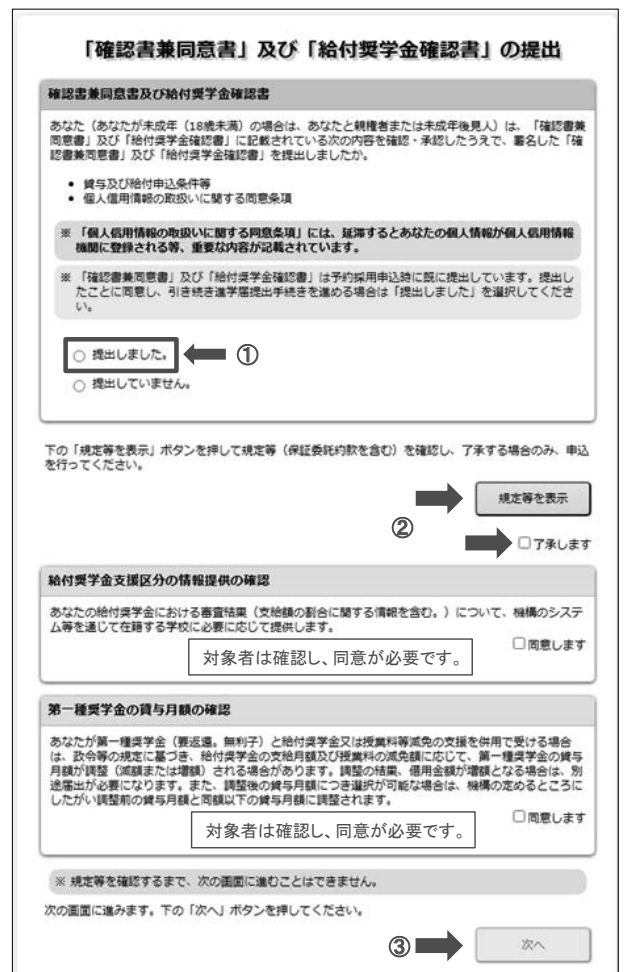 「確認書兼同意書」及び「給付奨学金確認書」の提出
確認書兼同意書及び給付奨学金確認書
あなた（あなたが未成年（18歳未満）の場合は、あなたと親権者または未成年後見人）は、「確認書兼
同意書」及び「給付奨学金確認書」に記載されている次の内容を確認・承認したうえで、署名した「確
認書兼同意書」及び「給付奨学金確認書」を提出しましたか。
• 貸与及び給付申込条件等
• 個人信用情報の取扱いに関する同意条項
※ 「個人信用情報の取扱いに関する同意条項」には、延滞するとあなたの個人情報が個人信用情報
機関に登録される等、重要な内容が記載されています。
※ 「確認書兼同意書」及び「給付奨学金確認書」は予約採用申込時に既に提出しています。提出し
たことに同意し、引き続き進学届提出手続きを進める場合は「提出しました」を選択してくださ
い。
提出しました。 ①
提出していません。
下の「規定等を表示」ボタンを押して規定等（保証委託約款を含む）を確認し、了承する場合のみ、申込
を行ってください。
規定等を表示
②
了承します
給付奨学金支援区分の情報提供の確認
あなたの給付奨学金における審査結果（支給額の割合に関する情報を含む。）について、機構のシステ
ム等を通じて在籍する学校に必要に応じて提供します。
同意します
対象者は確認し、同意が必要です。
第一種奨学金の貸与月額の確認
あなたが第一種奨学金（要返還。無利子）と給付奨学金又は授業料等減免の支援を併用で受ける場合
は、政令等の規定に基づき、給付奨学金の支給月額及び授業料の減免額に応じて、第一種奨学金の貸与
月額が調整（減額または増額）される場合があります。調整の結果、借用金額が増額となる場合は、別
途届出が必要になります。また、調整後の貸与月額につき選択が可能な場合は、機構の定めるところに
したがい調整前の貸与月額と同額以下の貸与月額に調整されます。
同意します
対象者は確認し、同意が必要です。
※ 規定等を確認するまで、次の画面に進むことはできません。
次の画面に進みます。下の「次へ」ボタンを押してください。
③ 次へ